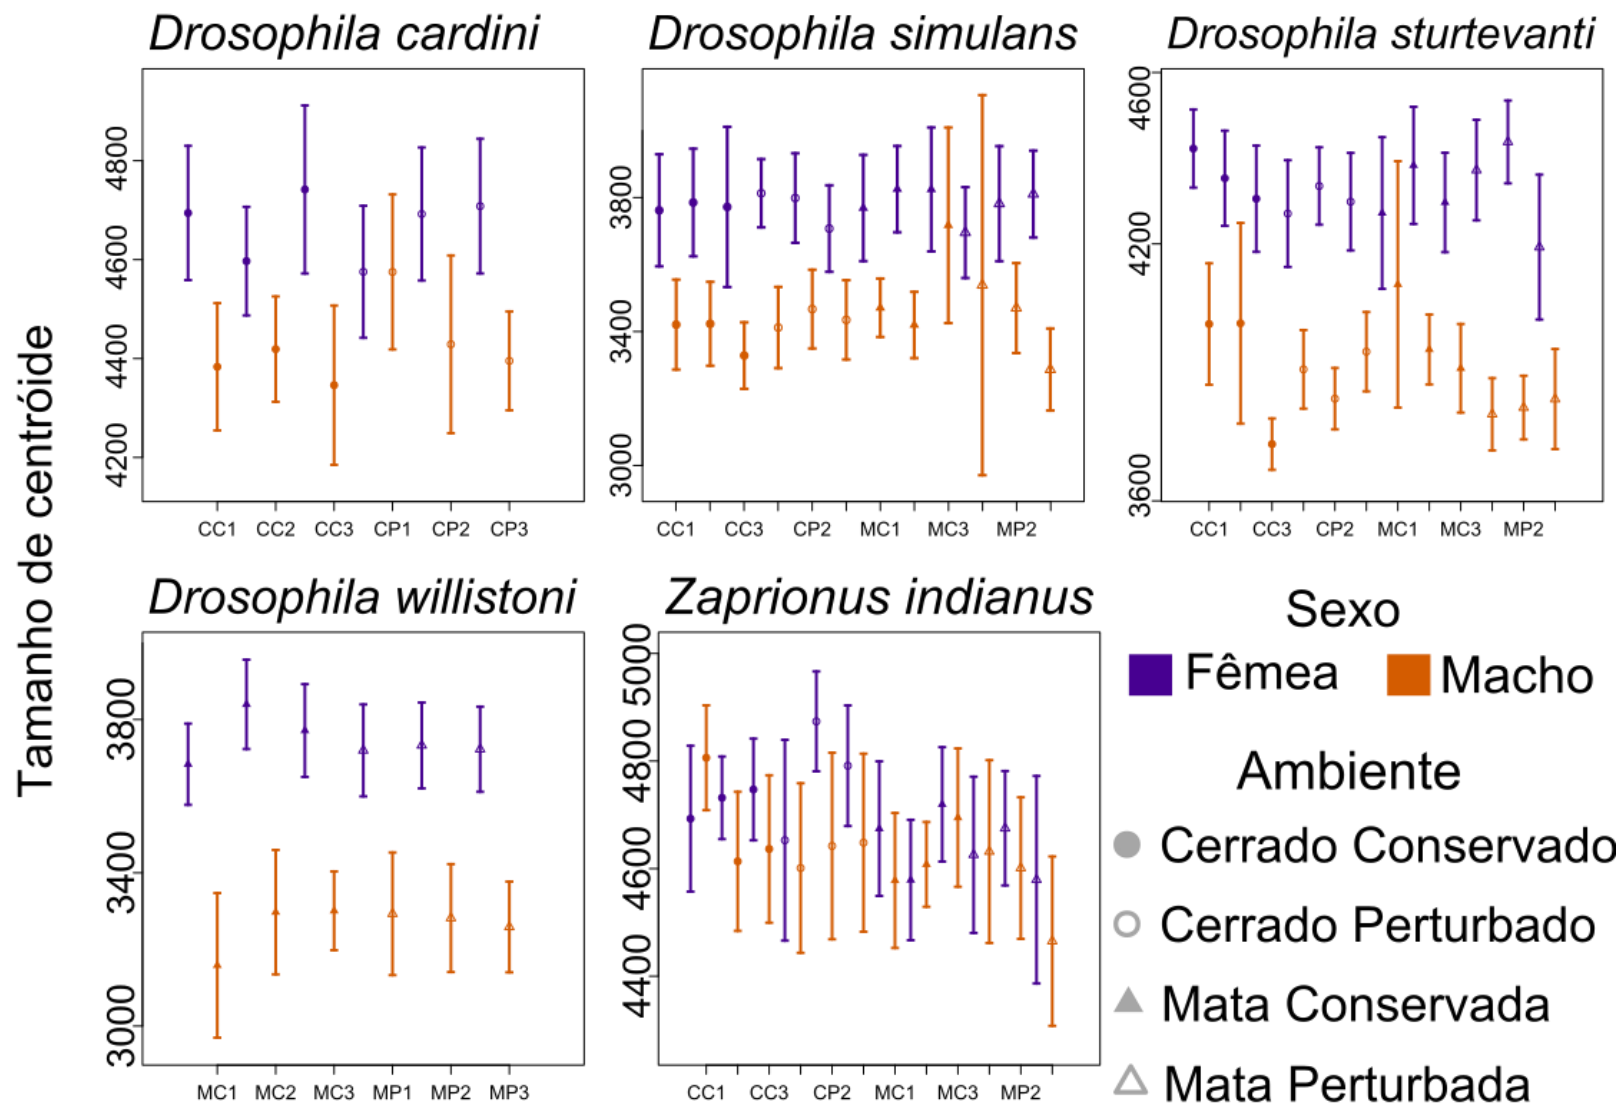 Drosophila cardini
Drosophila simulans
Drosophila sturtevanti
Tamanho de centróide
4800
4600
4400
4200
CC1 CC2 CC3 CP1 CP2 CP3
3800
3400
3000
CC1 CC3 CP2 MC1 MC3 MP2
4600
4200
3600
CC1 CC3 CP2 MC1 MC3 MP2
Drosophila willistoni
Zaprionus indianus
3800
3400
3000
MC1 MC2 MC3 MP1 MP2 MP3
5000
4800
4600
4400
CC1 CC3 CP2 MC1 MC3 MP2
Sexo
Fêmea Macho
Ambiente
Cerrado Conservado
Cerrado Perturbado
Mata Conservada
Mata Perturbada